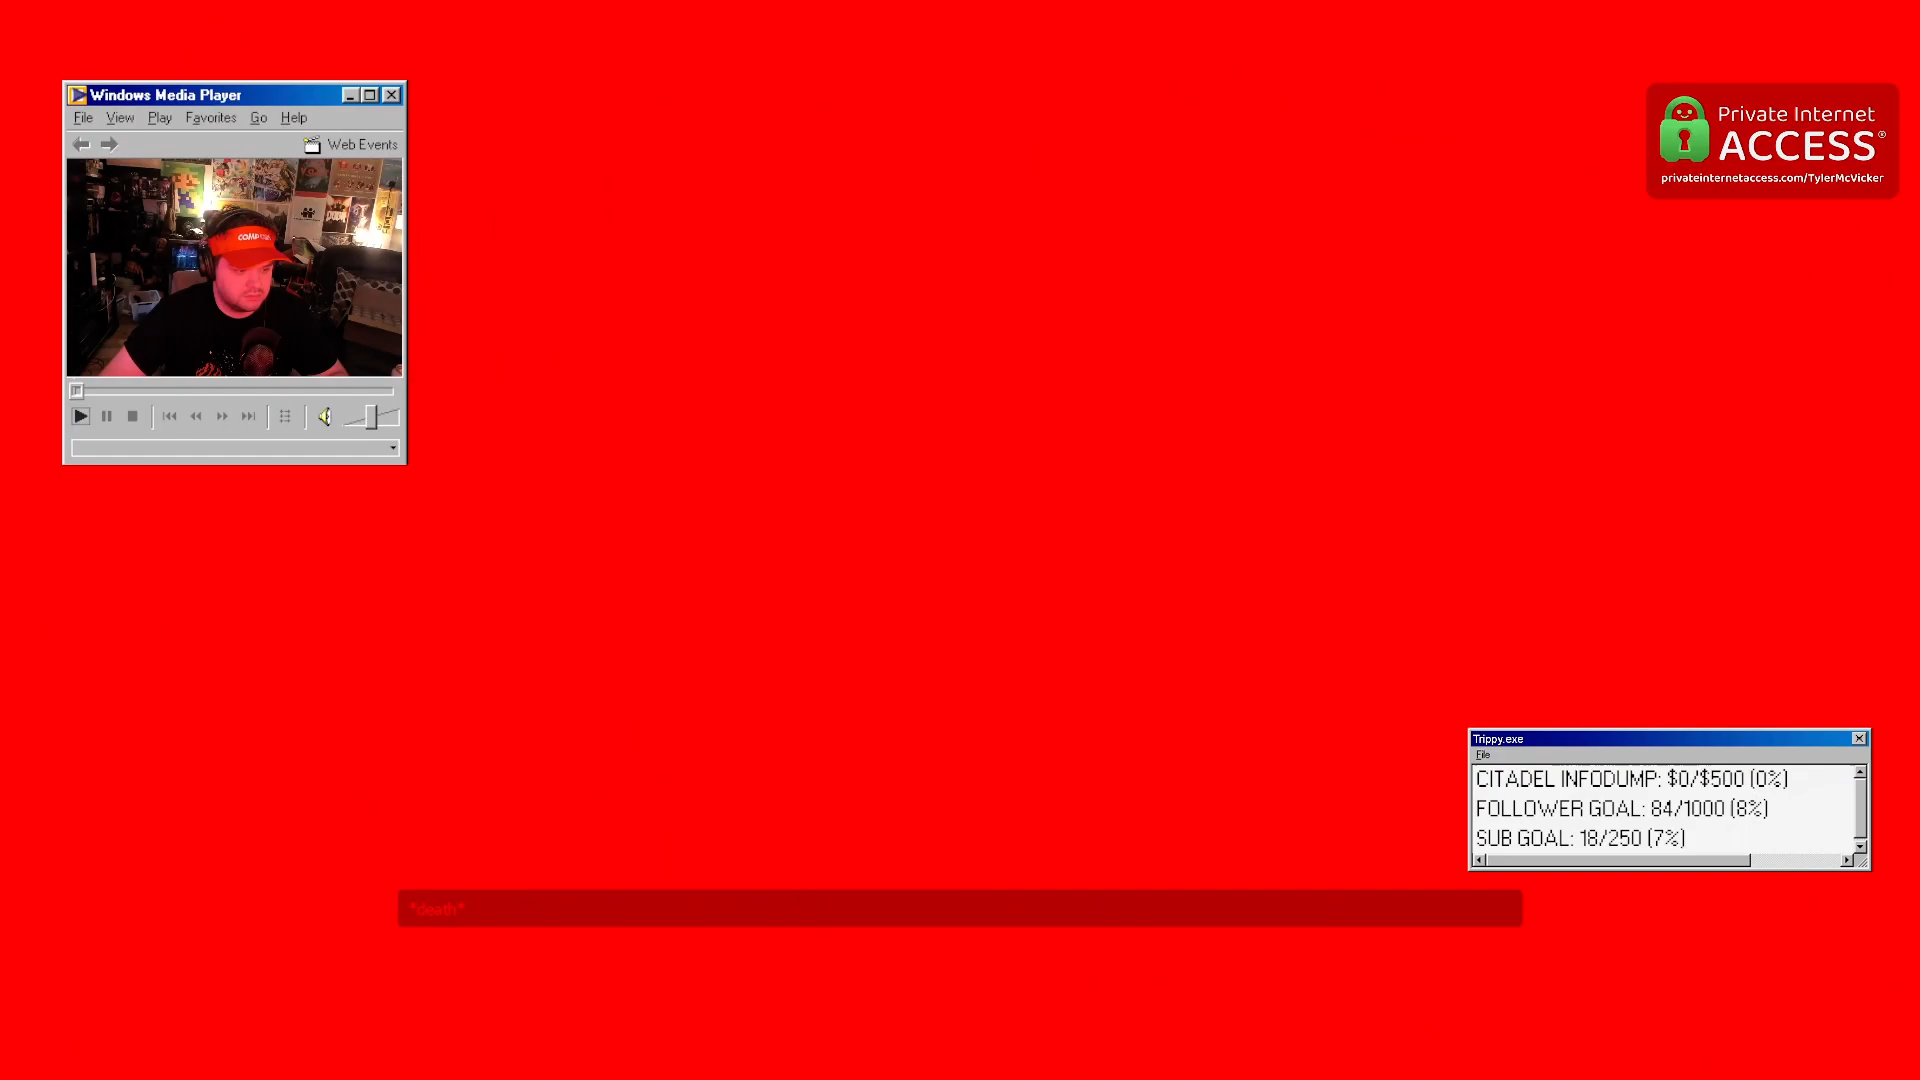 Windows Media Player
File View Play Favorites Go Help
Web Events
COMP
Private Internet
ACCESS®
privateinternetaccess.com/TylerMcVicker
Trippy.exe
File
CITADEL INFODUMP: $0/$500 (0%)
FOLLOWER GOAL: 84/1000 (8%)
SUB GOAL: 18/250 (7%)
*death*